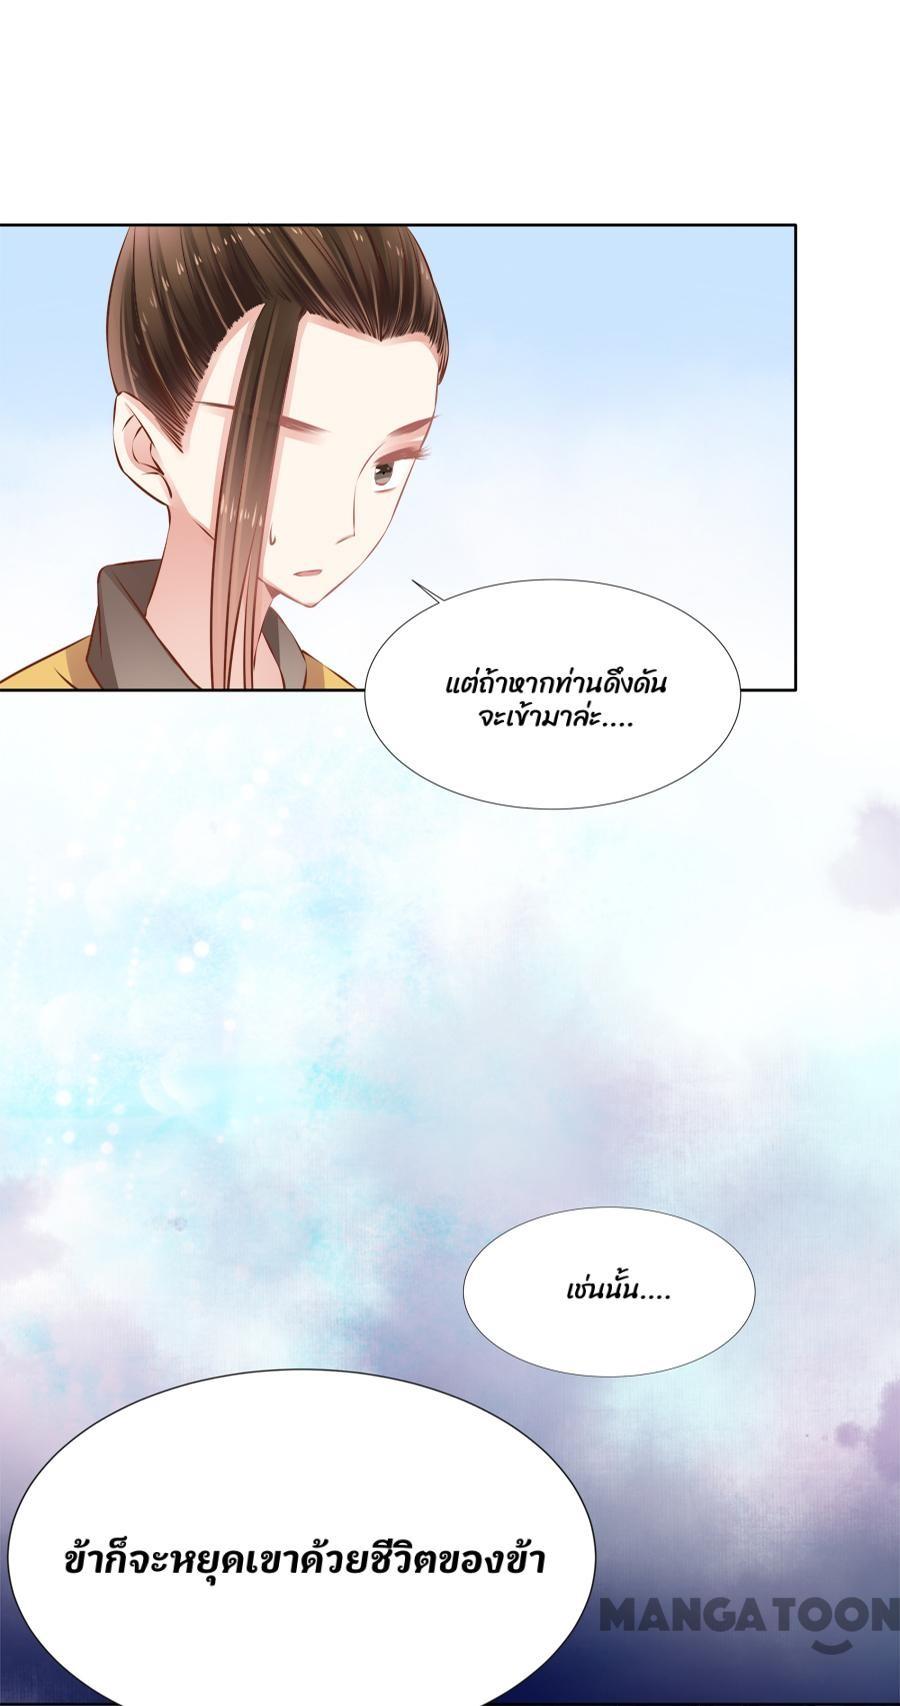 แต่ถ้าหากท่านดึงดัน
จะเข้ามาล่ะ....
เช่นนั้น....
ข้าก็จะหยุดเขาด้วยชีวิตของข้า
MANGATOON